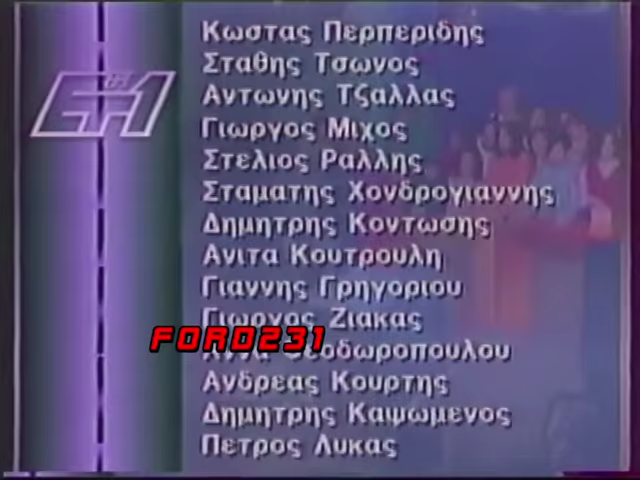 Κωστας Περπεριδης
Σταθης Τσωνος
ET1
Αντωνης Τζαλλας
Γιωργος Μιχος
Στελιος Ραλλης
Σταματης Χονδρογιαννης
Δημητρης Κοντωσης
Ανιτα Κουτρουλη
Γιαννης Γρηγοριου
Γιωργος Ζιακας
FORD231
Θεοδωροπουλου
Ανδρεας Κουρτης
Δημητρης Καψωμενος
Πετρος Λυκας